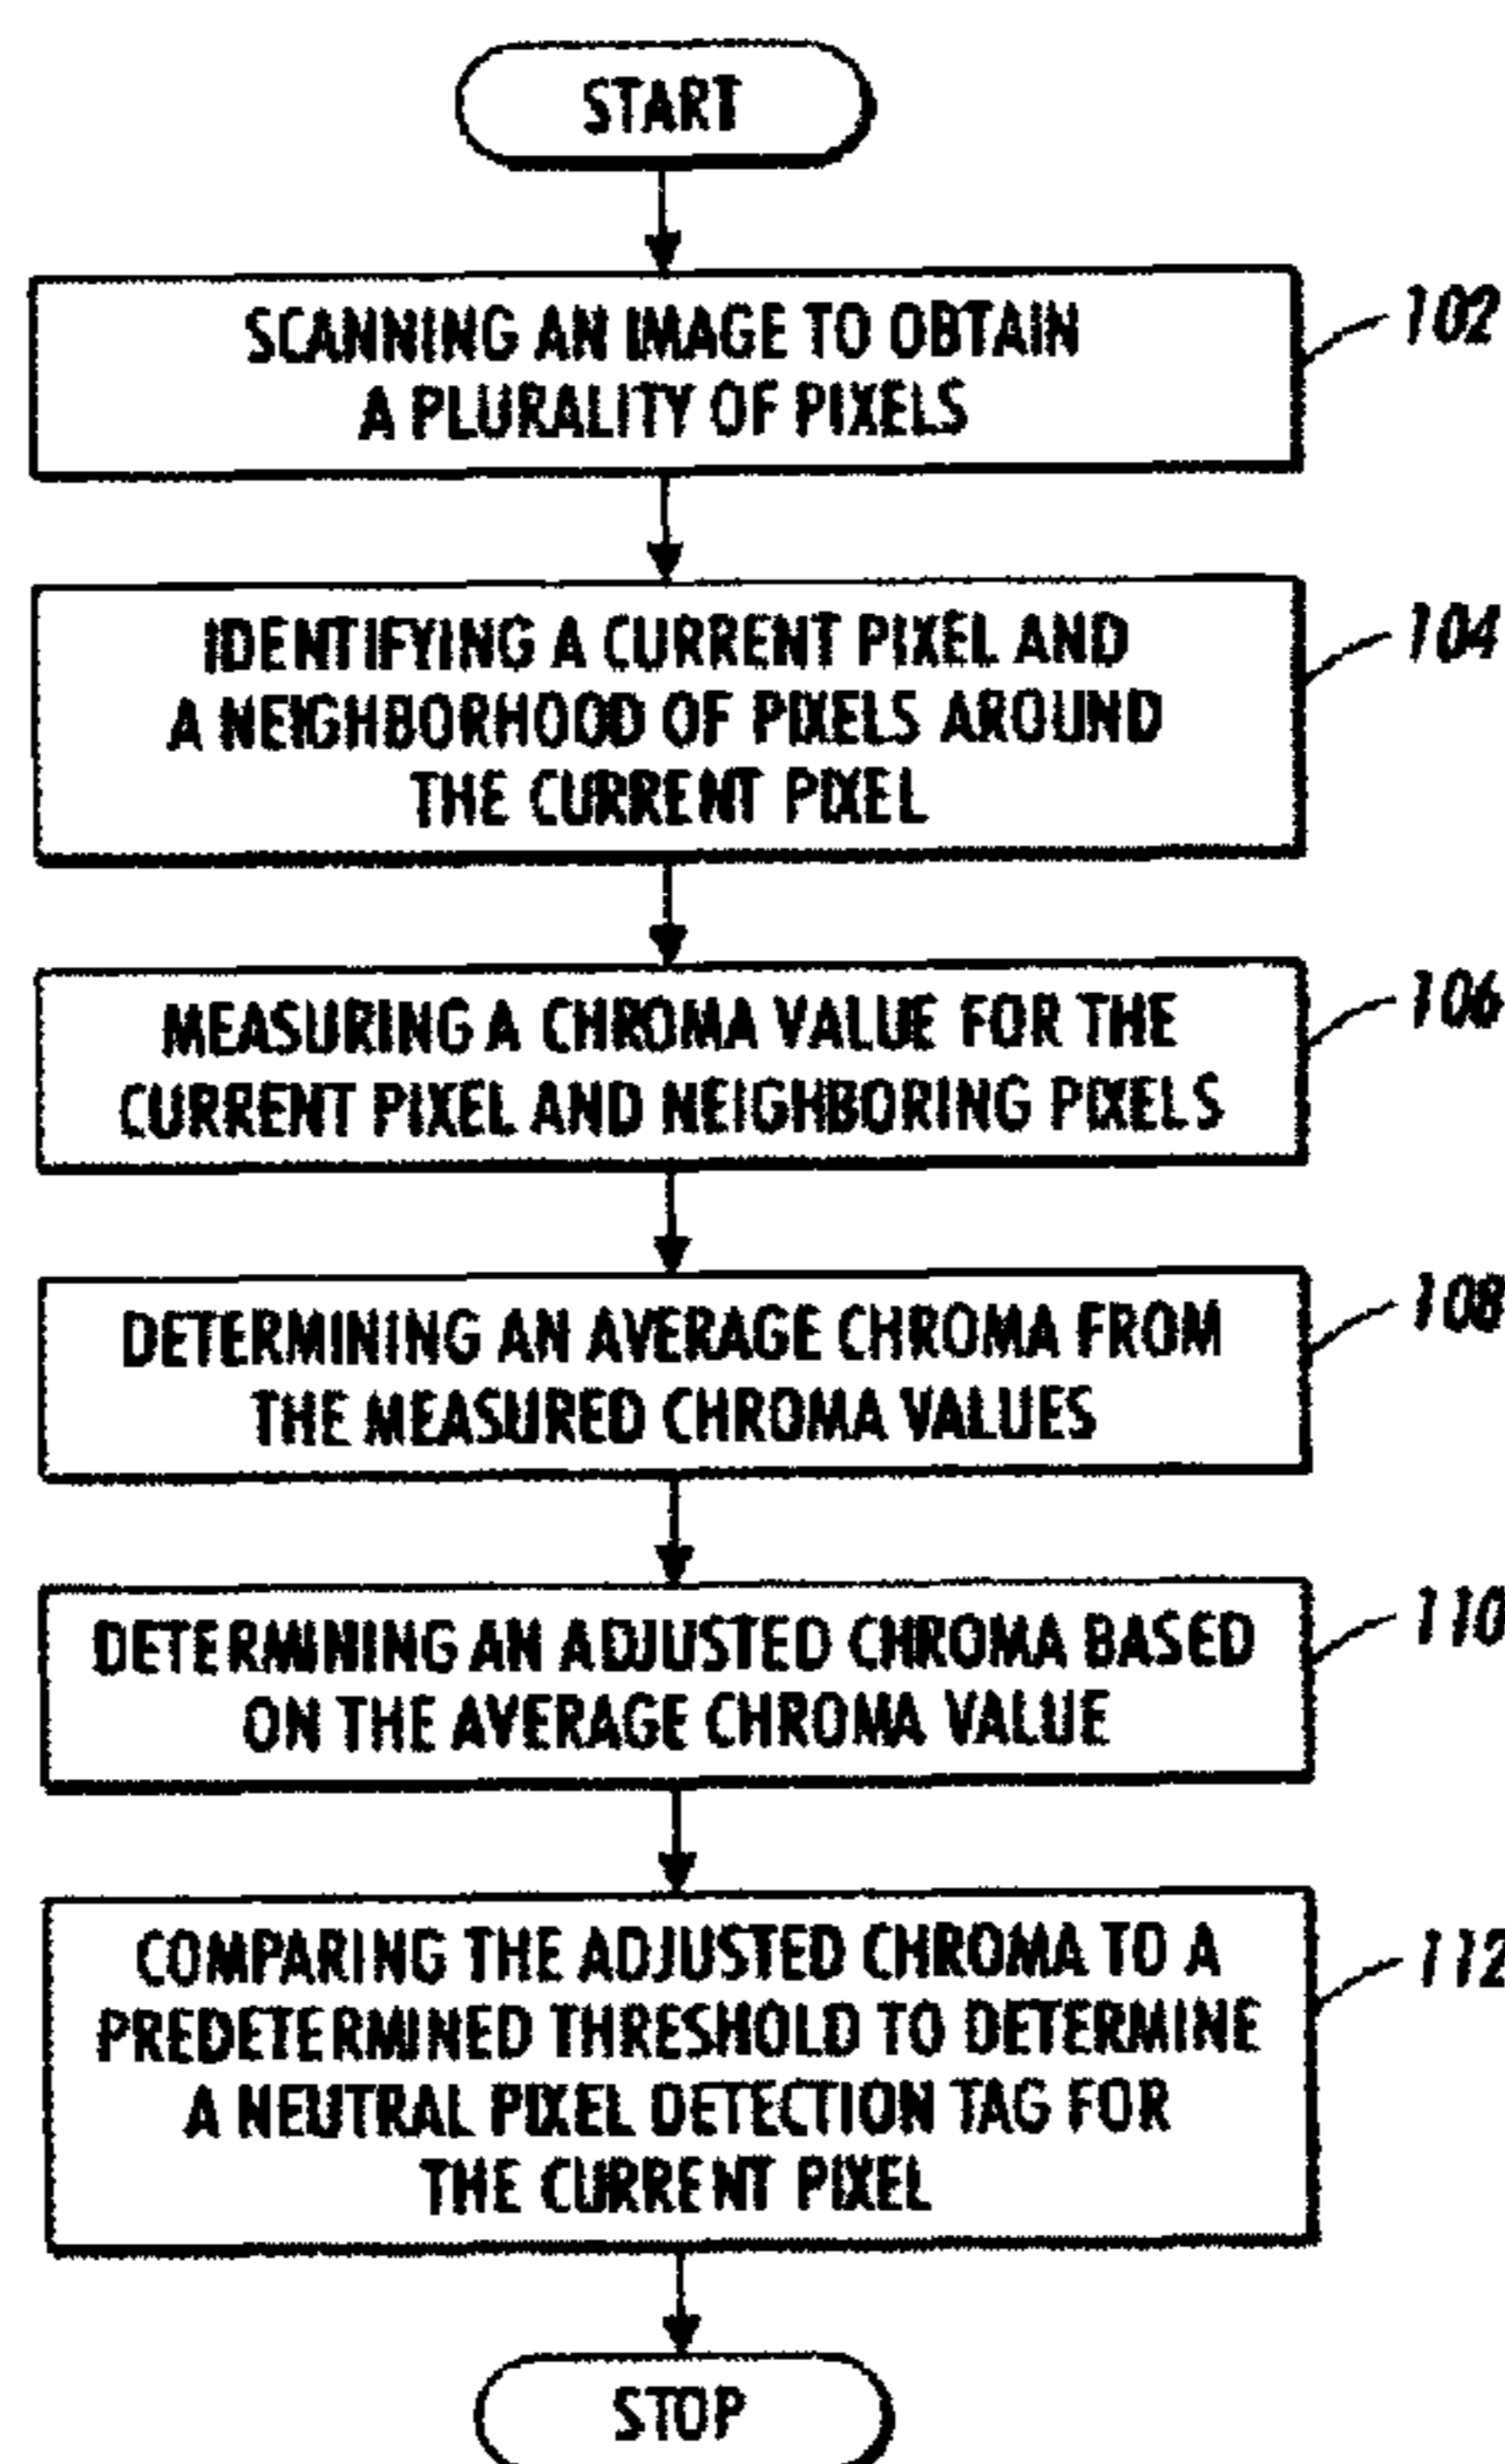 START
SCANNING AN IMAGE TO OBTAIN
A PLURALITY OF PIXELS
102
IDENTIFYING A CURRENT PIXEL AND
A NEIGHBORHOOD OF PIXELS AROUND
THE CURRENT PIXEL
104
MEASURING A CHROMA VALUE FOR THE
CURRENT PIXEL AND NEIGHBORING PIXELS
106
DETERMINING AN AVERAGE CHROMA FROM
THE MEASURED CHROMA VALUES
108
DETERMINING AN ADJUSTED CHROMA BASED
ON THE AVERAGE CHROMA VALUE
110
COMPARING THE ADJUSTED CHROMA TO A
PREDETERMINED THRESHOLD TO DETERMINE
A NEUTRAL PIXEL DETECTION TAG FOR
THE CURRENT PIXEL
112
STOP